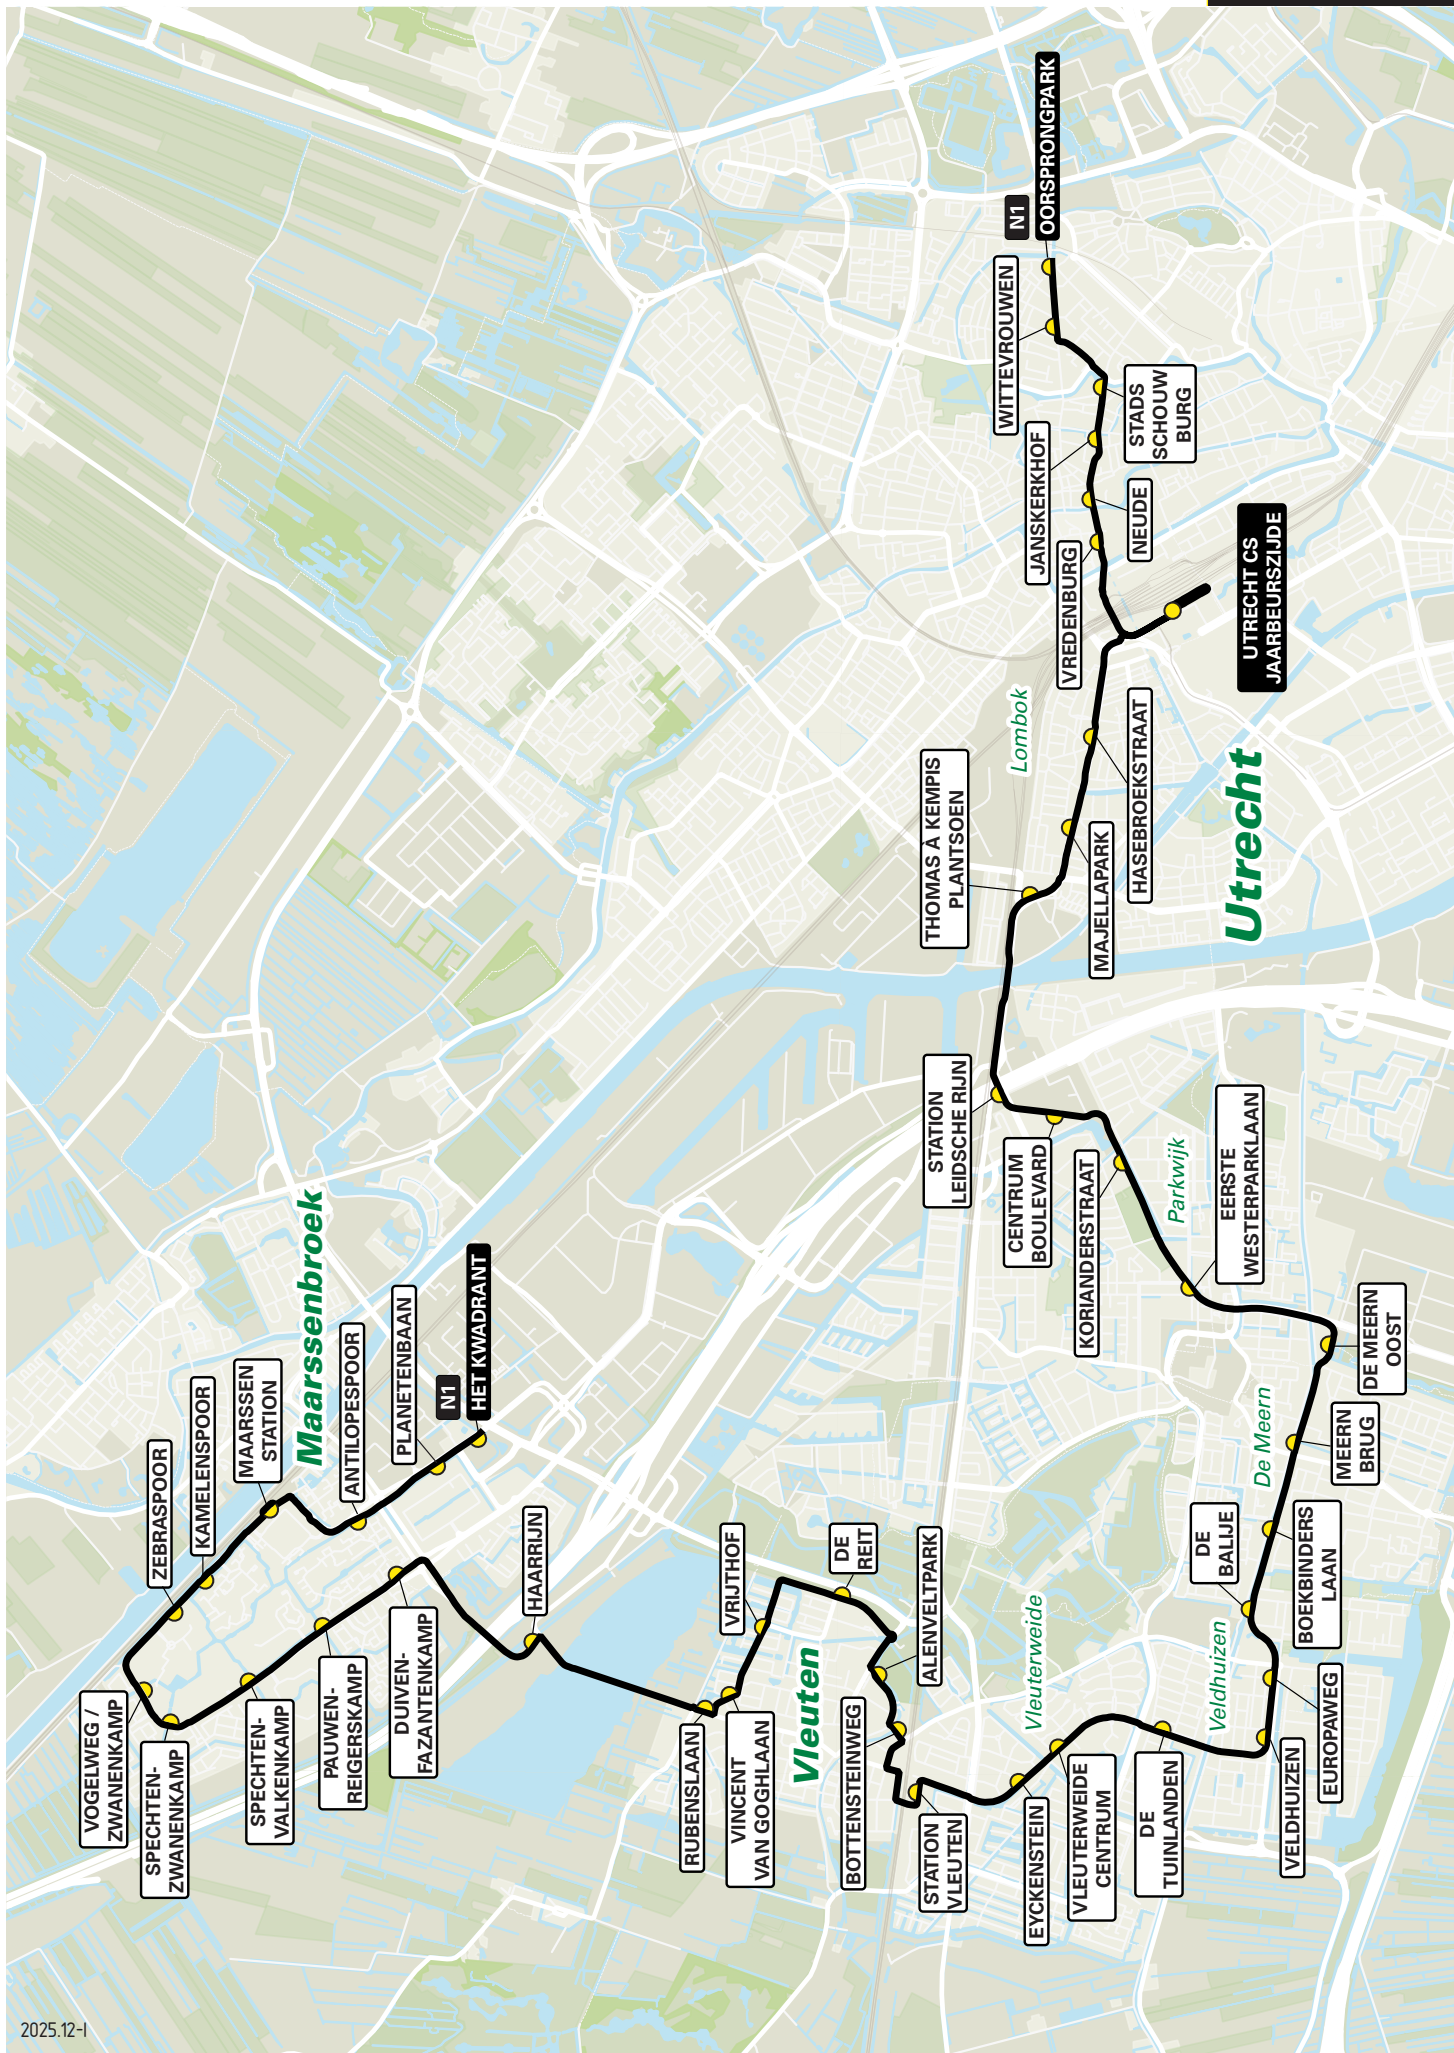 N1
OORSPRONGPARK
WITTEVROUWEN
STADS
SCHOUW
BURG
JANSKERKHOF
NEUDE
VREDENBURG
UTRECHT CS
JAARBEURSZIJDE
Lombok
HASEBROEKSTRAAT
Utrecht
MAJELLAPARK
THOMAS À KEMPIS
PLANTSOEN
STATION
LEIDSCHE RIJN
CENTRUM
BOULEVARD
KORIANDERSTRAAT
Parkwijk
EERSTE
WESTERPARKLAAN
DE MEERN
OOST
De Meern
MEERN
BRUG
BOEKBINDERS
LAAN
DE
BALIJE
EUROPAWEG
Veldhuizen
VELDHUIZEN
DE
TUINLANDEN
Vleuterweide
VLEUTERWEIDE
CENTRUM
EYCKENSTEIN
STATION
VLEUTEN
BOTTENSTEINWEG
ALENVELTPARK
Vleuten
DE
REIT
VRIJTHOF
VINCENT
VAN GOGHLAAN
RUBENSLAAN
HAARRIJN
DUIVEN-
FAZANTENKAMP
PAUWEN-
REIGERSKAMP
SPECHTEN-
VALKENKAMP
SPECHTEN-
ZWANENKAMP
VOGELWEG /
ZWANENKAMP
ZEBRASPOOR
KAMELENSPOOR
MAARSSEN
STATION
Maarssenbroek
ANTILOPESPOOR
PLANETENBAAN
N1
HET KWADRANT
2025.12-I